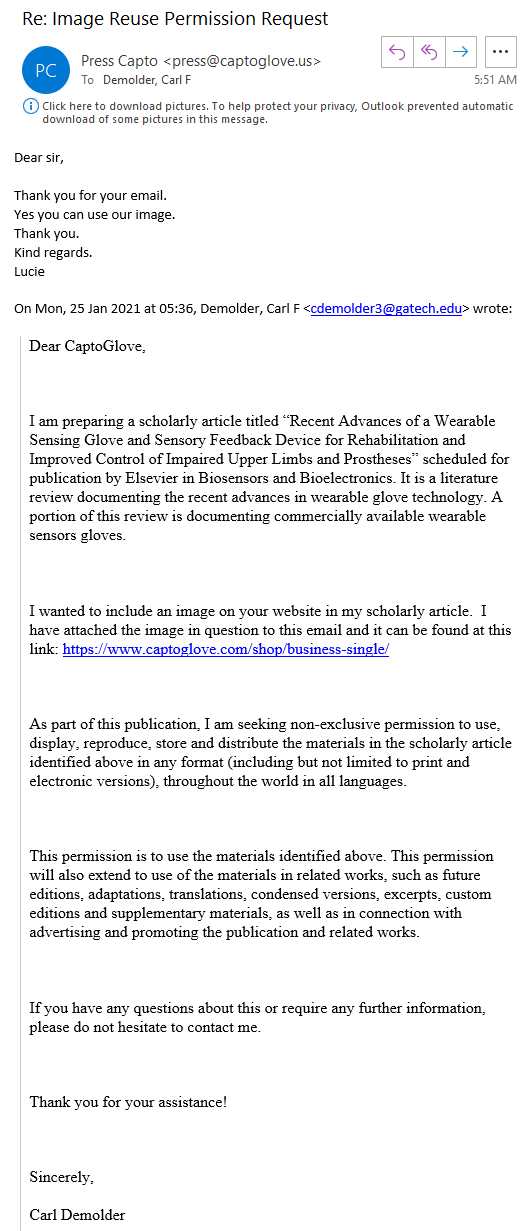 Re: Image Reuse Permission Request
PC
Press Capto <press@captoglove.us>
To Demolder, Carl F
5:51 AM
Click here to download pictures. To help protect your privacy, Outlook prevented automatic
download of some pictures in this message.
Dear sir,
Thank you for your email.
Yes you can use our image.
Thank you.
Kind regards.
Lucie
On Mon, 25 Jan 2021 at 05:36, Demolder, Carl F <cdemolder3@gatech.edu> wrote:
Dear CaptoGlove,
I am preparing a scholarly article titled “Recent Advances of a Wearable
Sensing Glove and Sensory Feedback Device for Rehabilitation and
Improved Control of Impaired Upper Limbs and Prostheses” scheduled for
publication by Elsevier in Biosensors and Bioelectronics. It is a literature
review documenting the recent advances in wearable glove technology. A
portion of this review is documenting commercially available wearable
sensors gloves.
I wanted to include an image on your website in my scholarly article. I
have attached the image in question to this email and it can be found at this
link: https://www.captoglove.com/shop/business-single/
As part of this publication, I am seeking non-exclusive permission to use,
display, reproduce, store and distribute the materials in the scholarly article
identified above in any format (including but not limited to print and
electronic versions), throughout the world in all languages.
This permission is to use the materials identified above. This permission
will also extend to use of the materials in related works, such as future
editions, adaptations, translations, condensed versions, excerpts, custom
editions and supplementary materials, as well as in connection with
advertising and promoting the publication and related works.
If you have any questions about this or require any further information,
please do not hesitate to contact me.
Thank you for your assistance!
Sincerely,
Carl Demolder